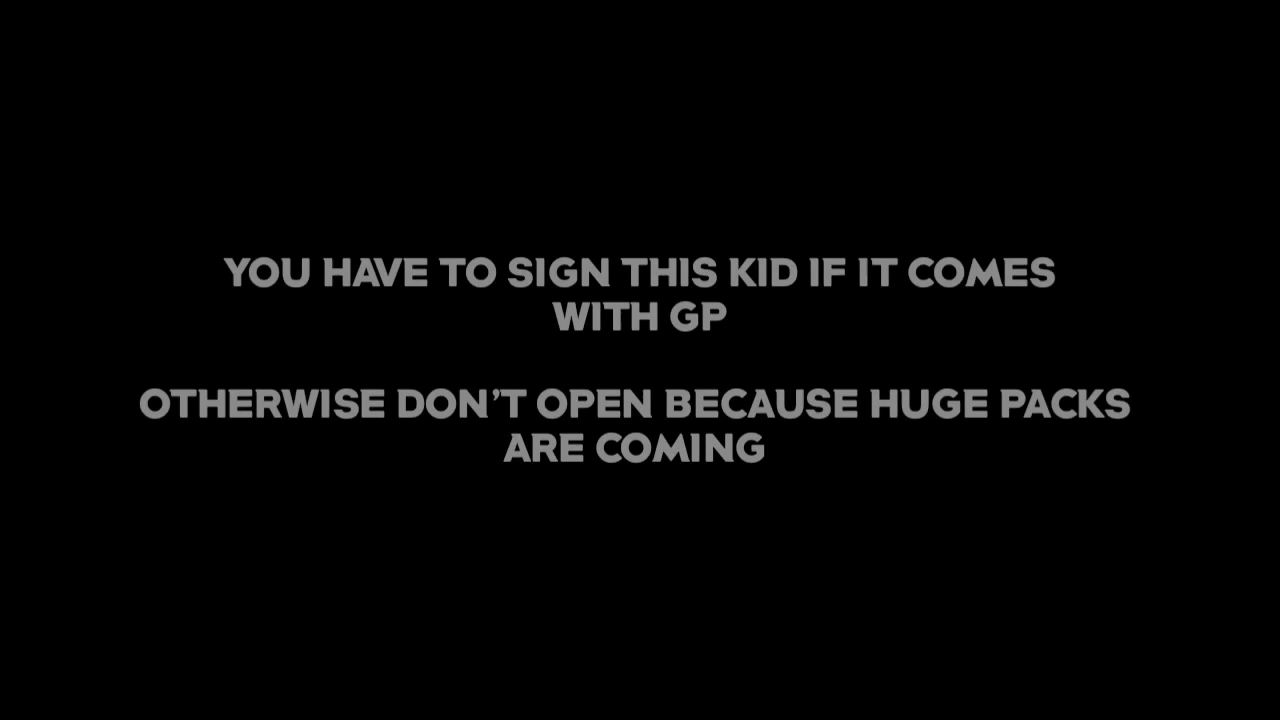 YOU HAVE TO SIGN THIS KID IF IT COMES
WITH GP
OTHERWISE DON'T OPEN BECAUSE HUGE PACKS
ARE COMING